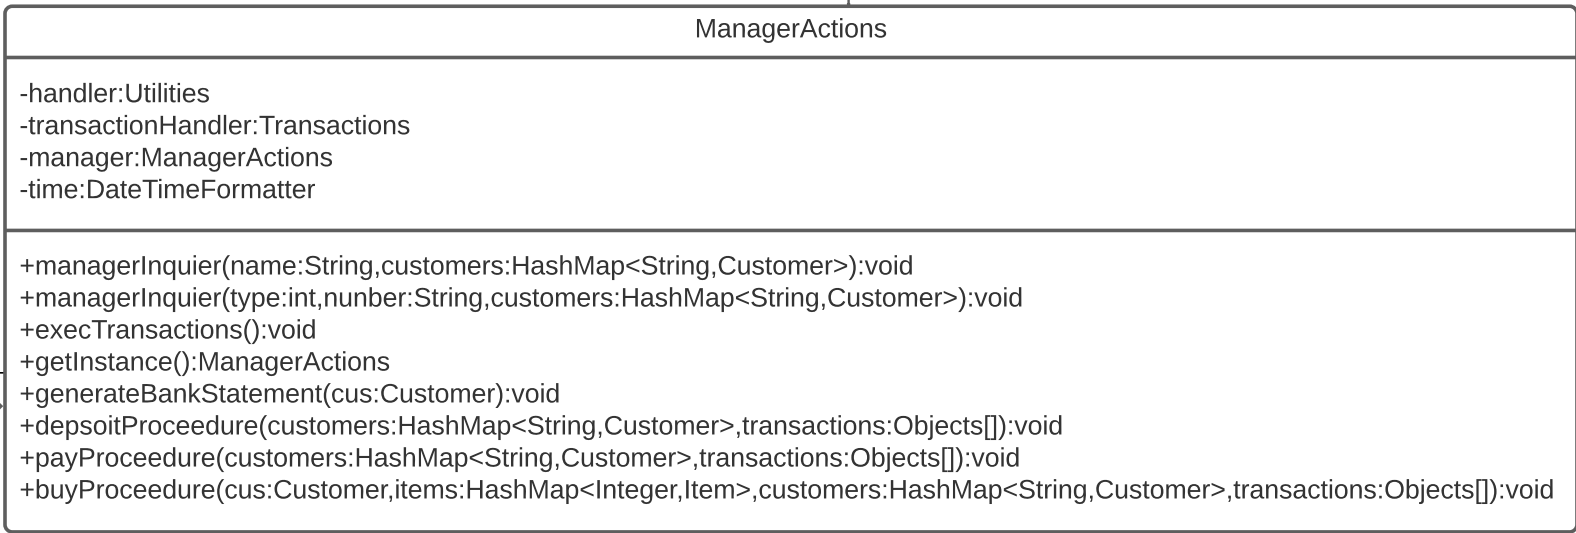 ManagerActions
-handler:Utilities
-transactionHandler:Transactions
-manager:ManagerActions
-time:DateTimeFormatter
+managerInquier(name:String,customers:HashMap<String,Customer>):void
+managerInquier(type:int,nunber:String,customers:HashMap<String,Customer>):void
+execTransactions():void
+getInstance():ManagerActions
+generateBankStatement(cus:Customer):void
+depsoitProceedure(customers:HashMap<String,Customer>,transactions:Objects[]):void
+payProceedure(customers:HashMap<String,Customer>,transactions:Objects[]):void
+buyProceedure(cus:Customer,items:HashMap<Integer,Item>,customers:HashMap<String,Customer>,transactions:Objects[]):void